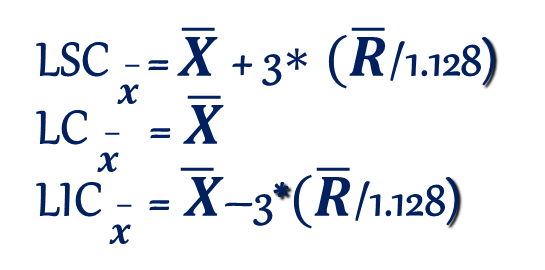 LSC x̄ = X̄ + 3* (R̄/1.128)
LC x̄ = X̄
LIC x̄ = X̄–3*(R̄/1.128)